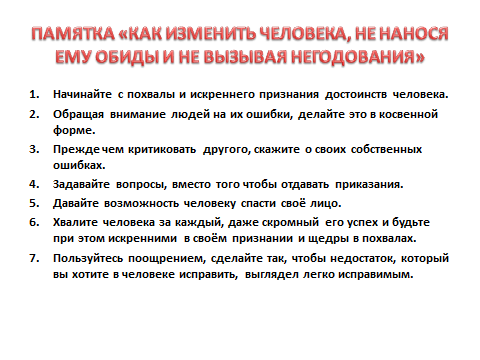 ПАМЯТКА «КАК ИЗМЕНИТЬ ЧЕЛОВЕКА, НЕ НАНОСЯ
ЕМУ ОБИДЫ И НЕ ВЫЗЫВАЯ НЕГОДОВАНИЯ»
1. Начинайте с похвалы и искреннего признания достоинств человека.
2. Обращая внимание людей на их ошибки, делайте это в косвенной
форме.
3. Прежде чем критиковать другого, скажите о своих собственных
ошибках.
4. Задавайте вопросы, вместо того чтобы отдавать приказания.
5. Давайте возможность человеку спасти своё лицо.
6. Хвалите человека за каждый, даже скромный его успех и будьте
при этом искренними в своём признании и щедры в похвалах.
7. Пользуйтесь поощрением, сделайте так, чтобы недостаток, который
вы хотите в человеке исправить, выглядел легко исправимым.